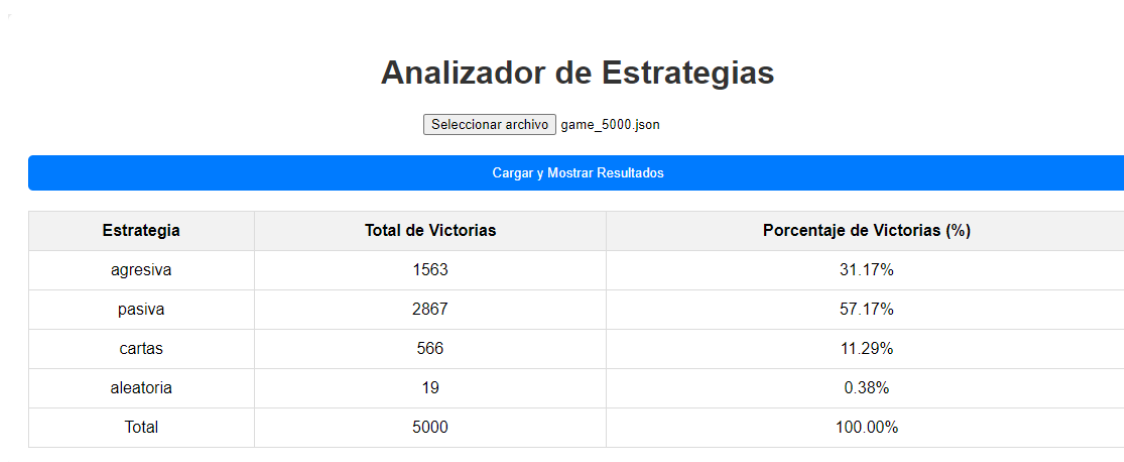 Analizador de Estrategias
Seleccionar archivo game_5000.json
Cargar y Mostrar Resultados
Estrategia Total de Victorias Porcentaje de Victorias (%)
agresiva 1563 31.17%
pasiva 2867 57.17%
cartas 566 11.29%
aleatoria 19 0.38%
Total 5000 100.00%